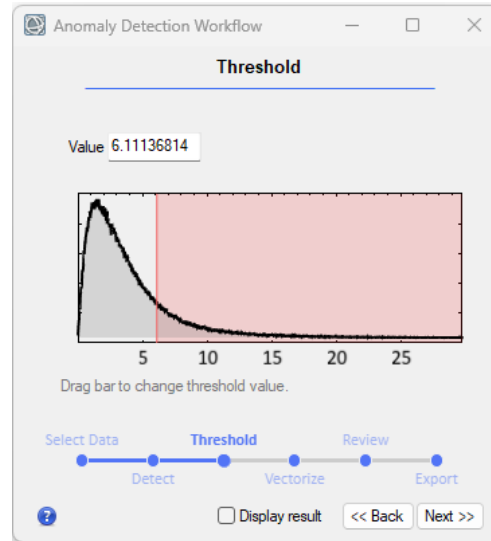 Anomaly Detection Workflow
Threshold
Value 6.11136814
5 10 15 20 25
Drag bar to change threshold value.
Select Data Threshold Review
Detect Vectorize Export
? Display result << Back Next >>